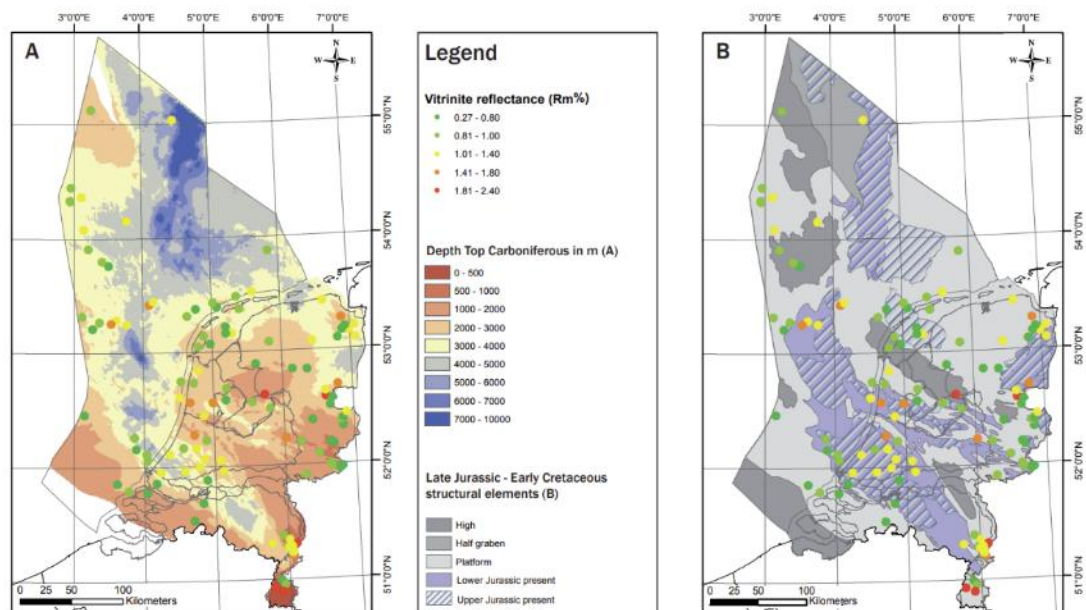 3°0'0"E 4°0'0"E 5°0'0"E 6°0'0"E 7°0'0"E
A
N
W E
S
55°0'0"N
54°0'0"N
53°0'0"N
52°0'0"N
51°0'0"N
0 25 50 100
Kilometers
Legend
Vitrinite reflectance (Rm%)
0.27 - 0.80
0.81 - 1.00
1.01 - 1.40
1.41 - 1.80
1.81 - 2.40
Depth Top Carboniferous in m (A)
0 - 500
500 - 1000
1000 - 2000
2000 - 3000
3000 - 4000
4000 - 5000
5000 - 6000
6000 - 7000
7000 - 10000
Late Jurassic - Early Cretaceous
structural elements (B)
High
Half graben
Platform
Lower Jurassic present
Upper Jurassic present
3°0'0"E 4°0'0"E 5°0'0"E 6°0'0"E 7°0'0"E
B
N
W E
S
55°0'0"N
54°0'0"N
53°0'0"N
52°0'0"N
51°0'0"N
0 25 50 100
Kilometers